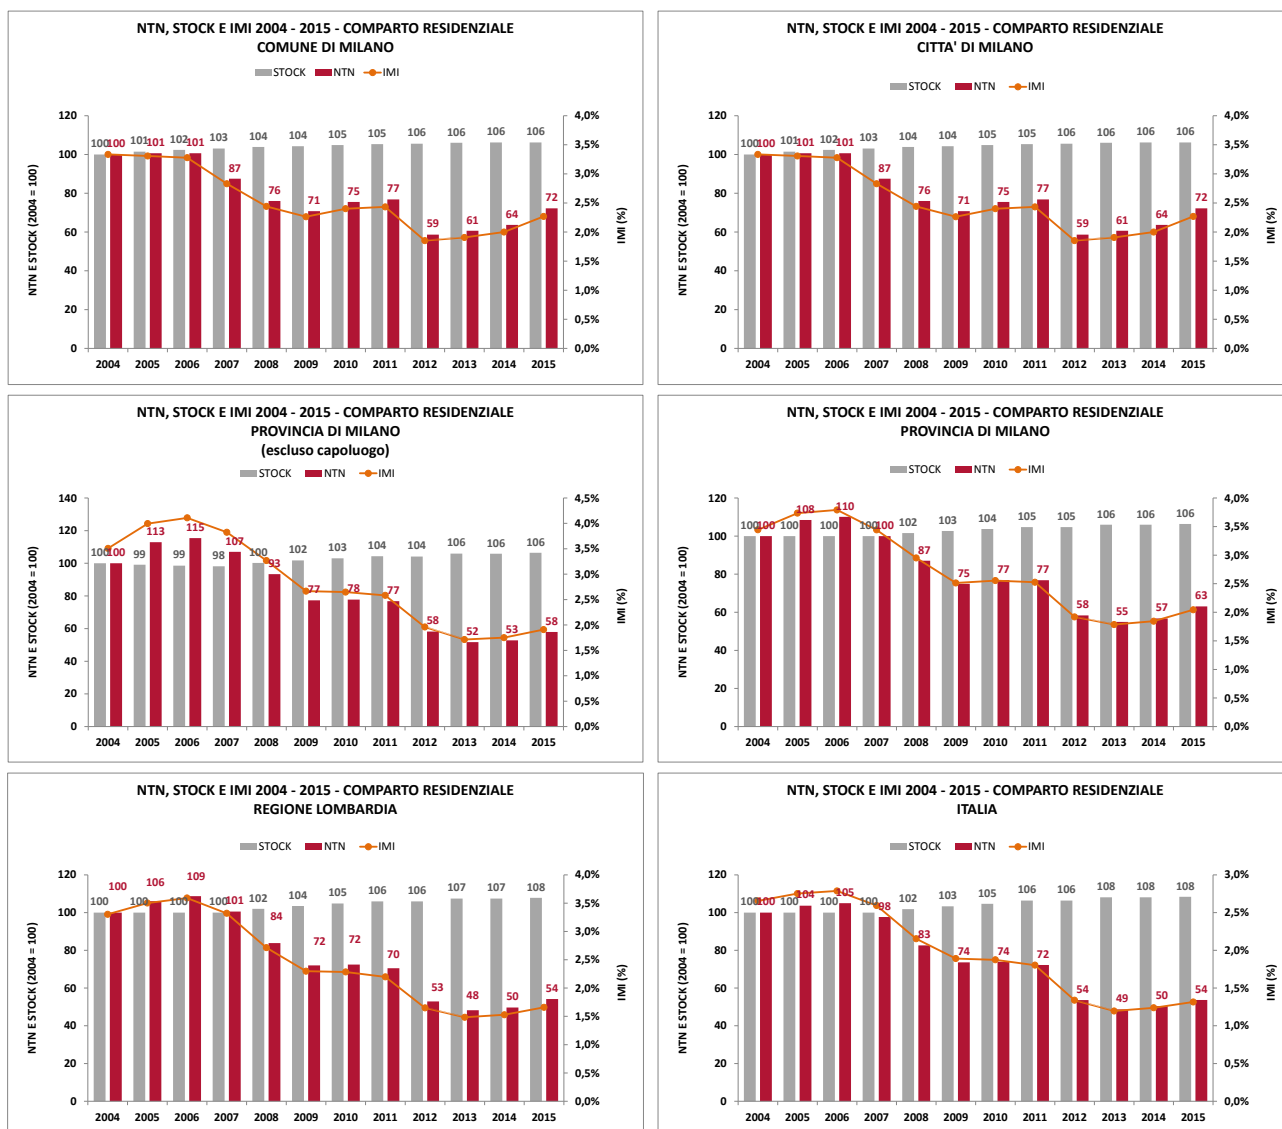 NTN, STOCK E IMI 2004 - 2015 - COMPARTO RESIDENZIALE
COMUNE DI MILANO
STOCK NTN IMI
NTN E STOCK (2004 = 100)
120
100
80
60
40
20
0
100 101 102 103 104 104 105 105 106 106 106 106
100 101 101 87 76 71 75 77 59 61 64 72
4,0%
3,5%
3,0%
2,5%
2,0%
1,5%
1,0%
0,5%
0,0%
IMI (%)
2004 2005 2006 2007 2008 2009 2010 2011 2012 2013 2014 2015
NTN, STOCK E IMI 2004 - 2015 - COMPARTO RESIDENZIALE
CITTA' DI MILANO
STOCK NTN IMI
NTN E STOCK (2004 = 100)
120
100
80
60
40
20
0
100 101 102 103 104 104 105 105 106 106 106 106
100 101 101 87 76 71 75 77 59 61 64 72
4,0%
3,5%
3,0%
2,5%
2,0%
1,5%
1,0%
0,5%
0,0%
IMI (%)
2004 2005 2006 2007 2008 2009 2010 2011 2012 2013 2014 2015
NTN, STOCK E IMI 2004 - 2015 - COMPARTO RESIDENZIALE
PROVINCIA DI MILANO
(escluso capoluogo)
STOCK NTN IMI
NTN E STOCK (2004 = 100)
140
120
100
80
60
40
20
0
100 99 99 98 100 102 103 104 104 106 106 106
100 113 115 107 93 77 78 77 58 52 53 58
4,5%
4,0%
3,5%
3,0%
2,5%
2,0%
1,5%
1,0%
0,5%
0,0%
IMI (%)
2004 2005 2006 2007 2008 2009 2010 2011 2012 2013 2014 2015
NTN, STOCK E IMI 2004 - 2015 - COMPARTO RESIDENZIALE
PROVINCIA DI MILANO
STOCK NTN IMI
NTN E STOCK (2004 = 100)
120
100
80
60
40
20
0
100 100 100 100 102 103 104 105 105 106 106 106
100 108 110 100 87 75 77 77 58 55 57 63
4,0%
3,5%
3,0%
2,5%
2,0%
1,5%
1,0%
0,5%
0,0%
IMI (%)
2004 2005 2006 2007 2008 2009 2010 2011 2012 2013 2014 2015
NTN, STOCK E IMI 2004 - 2015 - COMPARTO RESIDENZIALE
REGIONE LOMBARDIA
STOCK NTN IMI
NTN E STOCK (2004 = 100)
120
100
80
60
40
20
0
100 100 100 100 102 104 105 106 106 107 107 108
100 106 109 101 84 72 72 70 53 48 50 54
4,0%
3,5%
3,0%
2,5%
2,0%
1,5%
1,0%
0,5%
0,0%
IMI (%)
2004 2005 2006 2007 2008 2009 2010 2011 2012 2013 2014 2015
NTN, STOCK E IMI 2004 - 2015 - COMPARTO RESIDENZIALE
ITALIA
STOCK NTN IMI
NTN E STOCK (2004 = 100)
120
100
80
60
40
20
0
100 100 100 100 102 103 105 106 106 108 108 108
100 104 105 98 83 74 74 72 54 49 50 54
3,0%
2,5%
2,0%
1,5%
1,0%
0,5%
0,0%
IMI (%)
2004 2005 2006 2007 2008 2009 2010 2011 2012 2013 2014 2015